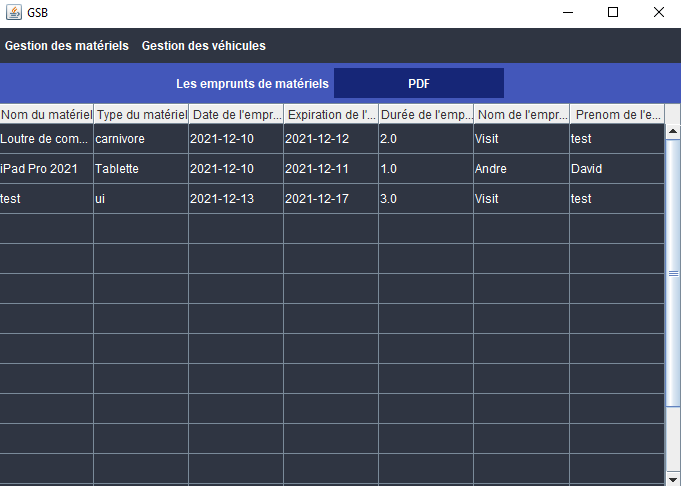 GSB
Gestion des matériels Gestion des véhicules
Les emprunts de matériels PDF
Nom du matériel Type du matériel Date de l'empr... Expiration de l'... Durée de l'emp... Nom de l'empr... Prenom de l'e...
Loutre de com... carnivore 2021-12-10 2021-12-12 2.0 Visit test
iPad Pro 2021 Tablette 2021-12-10 2021-12-11 1.0 Andre David
test ui 2021-12-13 2021-12-17 3.0 Visit test